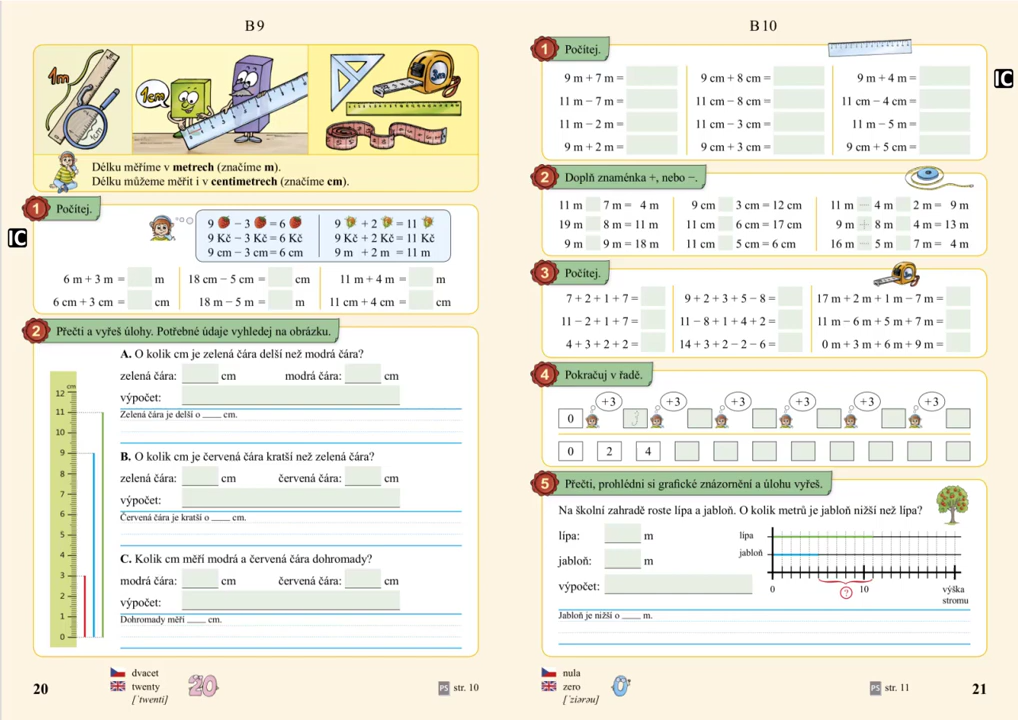 B 9
1m
1cm
1cm
3m
Délku měříme v metrech (značíme m).
Délku můžeme měřit i v centimetrech (značíme cm).
1 Počítej.
9 − 3 = 6
9 Kč − 3 Kč = 6 Kč
9 cm − 3 cm = 6 cm
9 + 2 = 11
9 Kč + 2 Kč = 11 Kč
9 m + 2 m = 11 m
6 m + 3 m = m
18 cm − 5 cm = cm
11 m + 4 m = m
6 cm + 3 cm = cm
18 m − 5 m = m
11 cm + 4 cm = cm
2 Přečti a vyřeš úlohy. Potřebné údaje vyhledej na obrázku.
cm
12
11
10
9
8
7
6
5
4
3
2
1
0
A. O kolik cm je zelená čára delší než modrá čára?
zelená čára: cm modrá čára: cm
výpočet:
Zelená čára je delší o ____ cm.
B. O kolik cm je červená čára kratší než zelená čára?
zelená čára: cm červená čára: cm
výpočet:
Červená čára je kratší o ____ cm.
C. Kolik cm měří modrá a červená čára dohromady?
modrá čára: cm červená čára: cm
výpočet:
Dohromady měří ____ cm.
20
dvacet
twenty
[ˈtwenti]
20
PS str. 10
IC
B 10
1 Počítej.
9 m + 7 m =
11 m − 7 m =
11 m − 2 m =
9 m + 2 m =
9 cm + 8 cm =
11 cm − 8 cm =
11 cm − 3 cm =
9 cm + 3 cm =
9 m + 4 m =
11 cm − 4 cm =
11 m − 5 m =
9 cm + 5 cm =
2 Doplň znaménka +, nebo −.
11 m 7 m = 4 m
19 m 8 m = 11 m
9 m 9 m = 18 m
9 cm 3 cm = 12 cm
11 cm 6 cm = 17 cm
11 cm 5 cm = 6 cm
11 m − 4 m 2 m = 9 m
9 m + 8 m 4 m = 13 m
16 m − 5 m 7 m = 4 m
3 Počítej.
7 + 2 + 1 + 7 =
11 − 2 + 1 + 7 =
4 + 3 + 2 + 2 =
9 + 2 + 3 + 5 − 8 =
11 − 8 + 1 + 4 + 2 =
14 + 3 + 2 − 2 − 6 =
17 m + 2 m + 1 m − 7 m =
11 m − 6 m + 5 m + 7 m =
0 m + 3 m + 6 m + 9 m =
4 Pokračuj v řadě.
+3 +3 +3 +3 +3 +3
0 3
0 2 4
5 Přečti, prohlédni si grafické znázornění a úlohu vyřeš.
Na školní zahradě roste lípa a jabloň. O kolik metrů je jabloň nižší než lípa?
lípa: m
jabloň: m
výpočet:
Jabloň je nižší o ____ m.
lípa
jabloň
0 10
?
výška
stromu
nula
zero
[ˈziərəu]
0
PS str. 11
21
IC